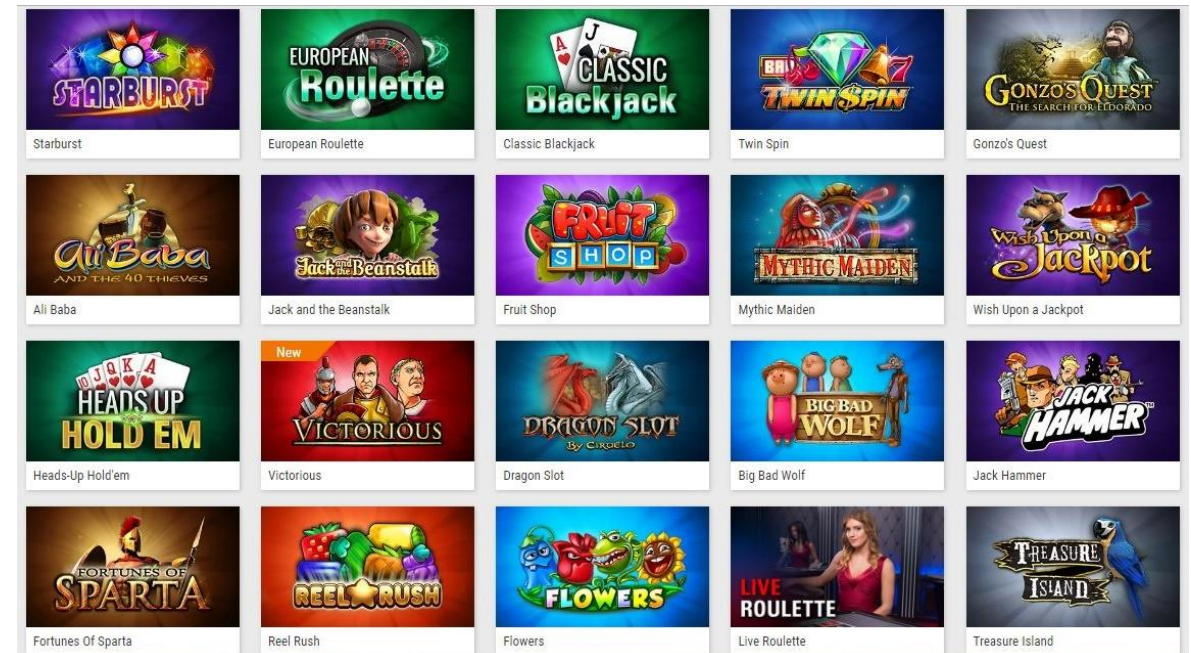 STARBURST
EUROPEAN
Roulette
A
J
CLASSIC
Blackjack
BAR
7
TWIN SPIN
GONZO'S QUEST™
THE SEARCH FOR ELDORADO
Starburst
European Roulette
Classic Blackjack
Twin Spin
Gonzo's Quest
Ali Baba
AND THE 40 THIEVES
Jack and the Beanstalk
FRUIT
SHOP
MYTHIC MAIDEN
Wish Upon a
Jackpot
Ali Baba
Jack and the Beanstalk
Fruit Shop
Mythic Maiden
Wish Upon a Jackpot
10 J Q K A
HEADS UP
HOLD'EM
New
VICTORIOUS
DRAGON SLOT
By CIRUELO
BIG BAD
WOLF
JACK
HAMMER™
Heads-Up Hold'em
Victorious
Dragon Slot
Big Bad Wolf
Jack Hammer
FORTUNES OF
SPARTA
REEL RUSH
FLOWERS
LIVE
ROULETTE
TREASURE
ISLAND
Fortunes Of Sparta
Reel Rush
Flowers
Live Roulette
Treasure Island